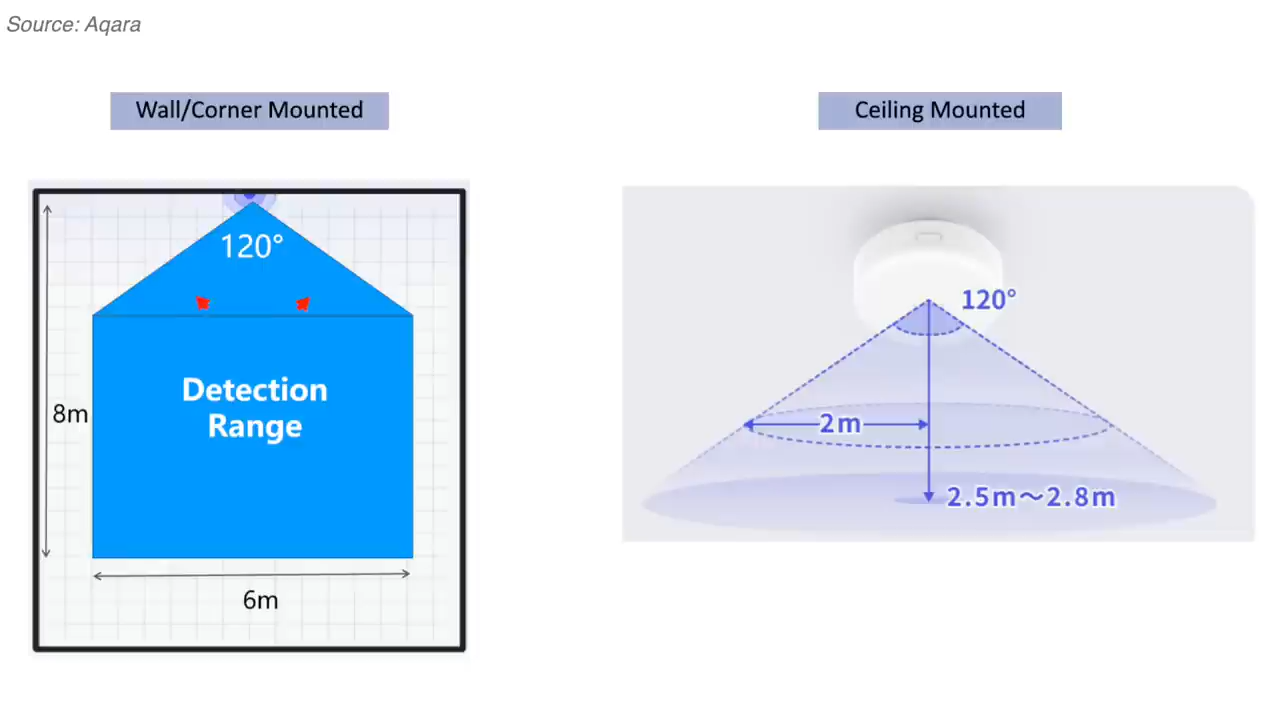 Source: Aqara
Wall/Corner Mounted
Ceiling Mounted
120°
8m
Detection
Range
6m
120°
2m
2.5m～2.8m